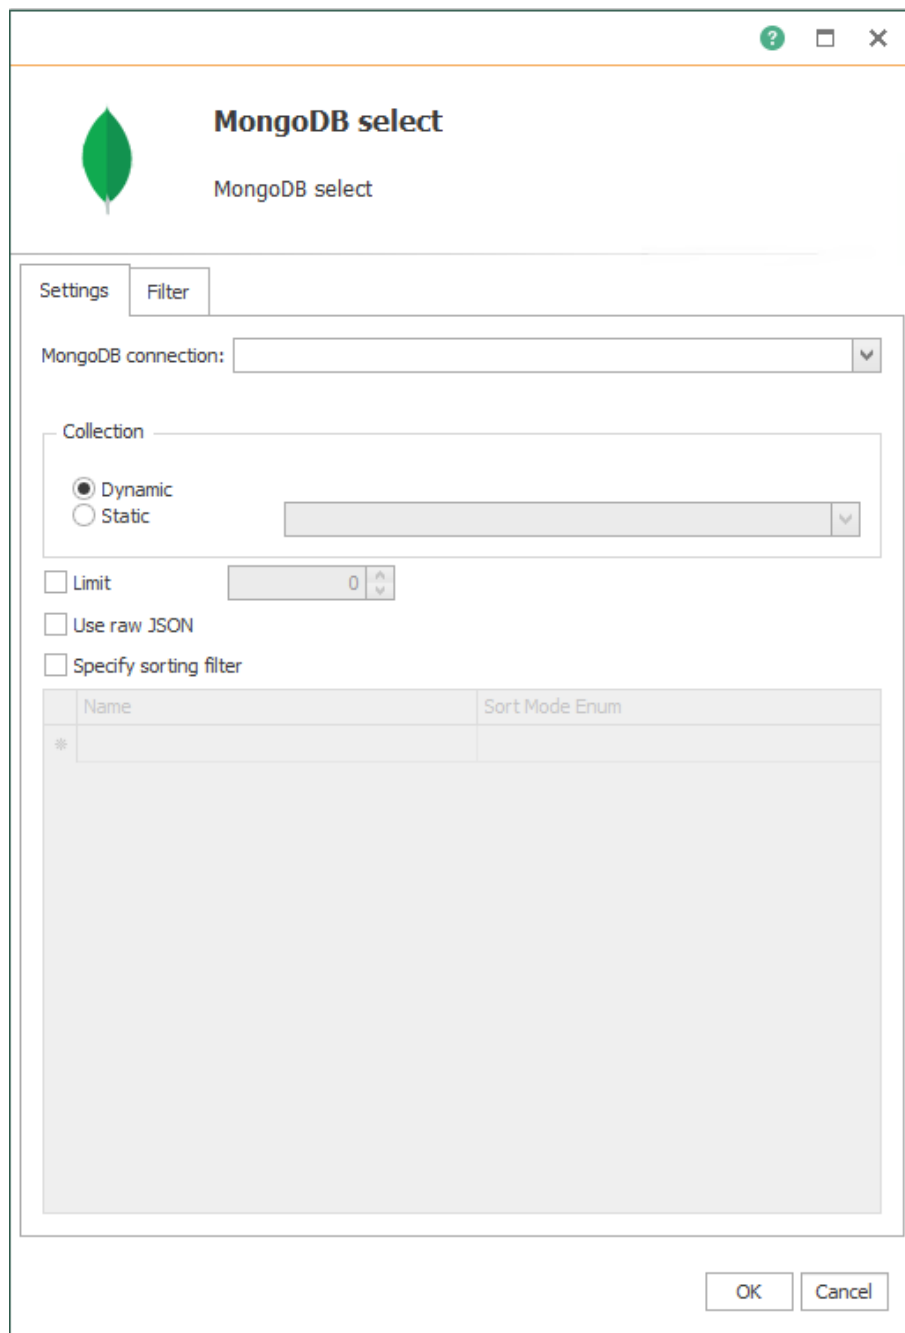 ?
MongoDB select
MongoDB select
Settings Filter
MongoDB connection:
Collection
Dynamic
Static
Limit 0
Use raw JSON
Specify sorting filter
Name Sort Mode Enum
OK Cancel